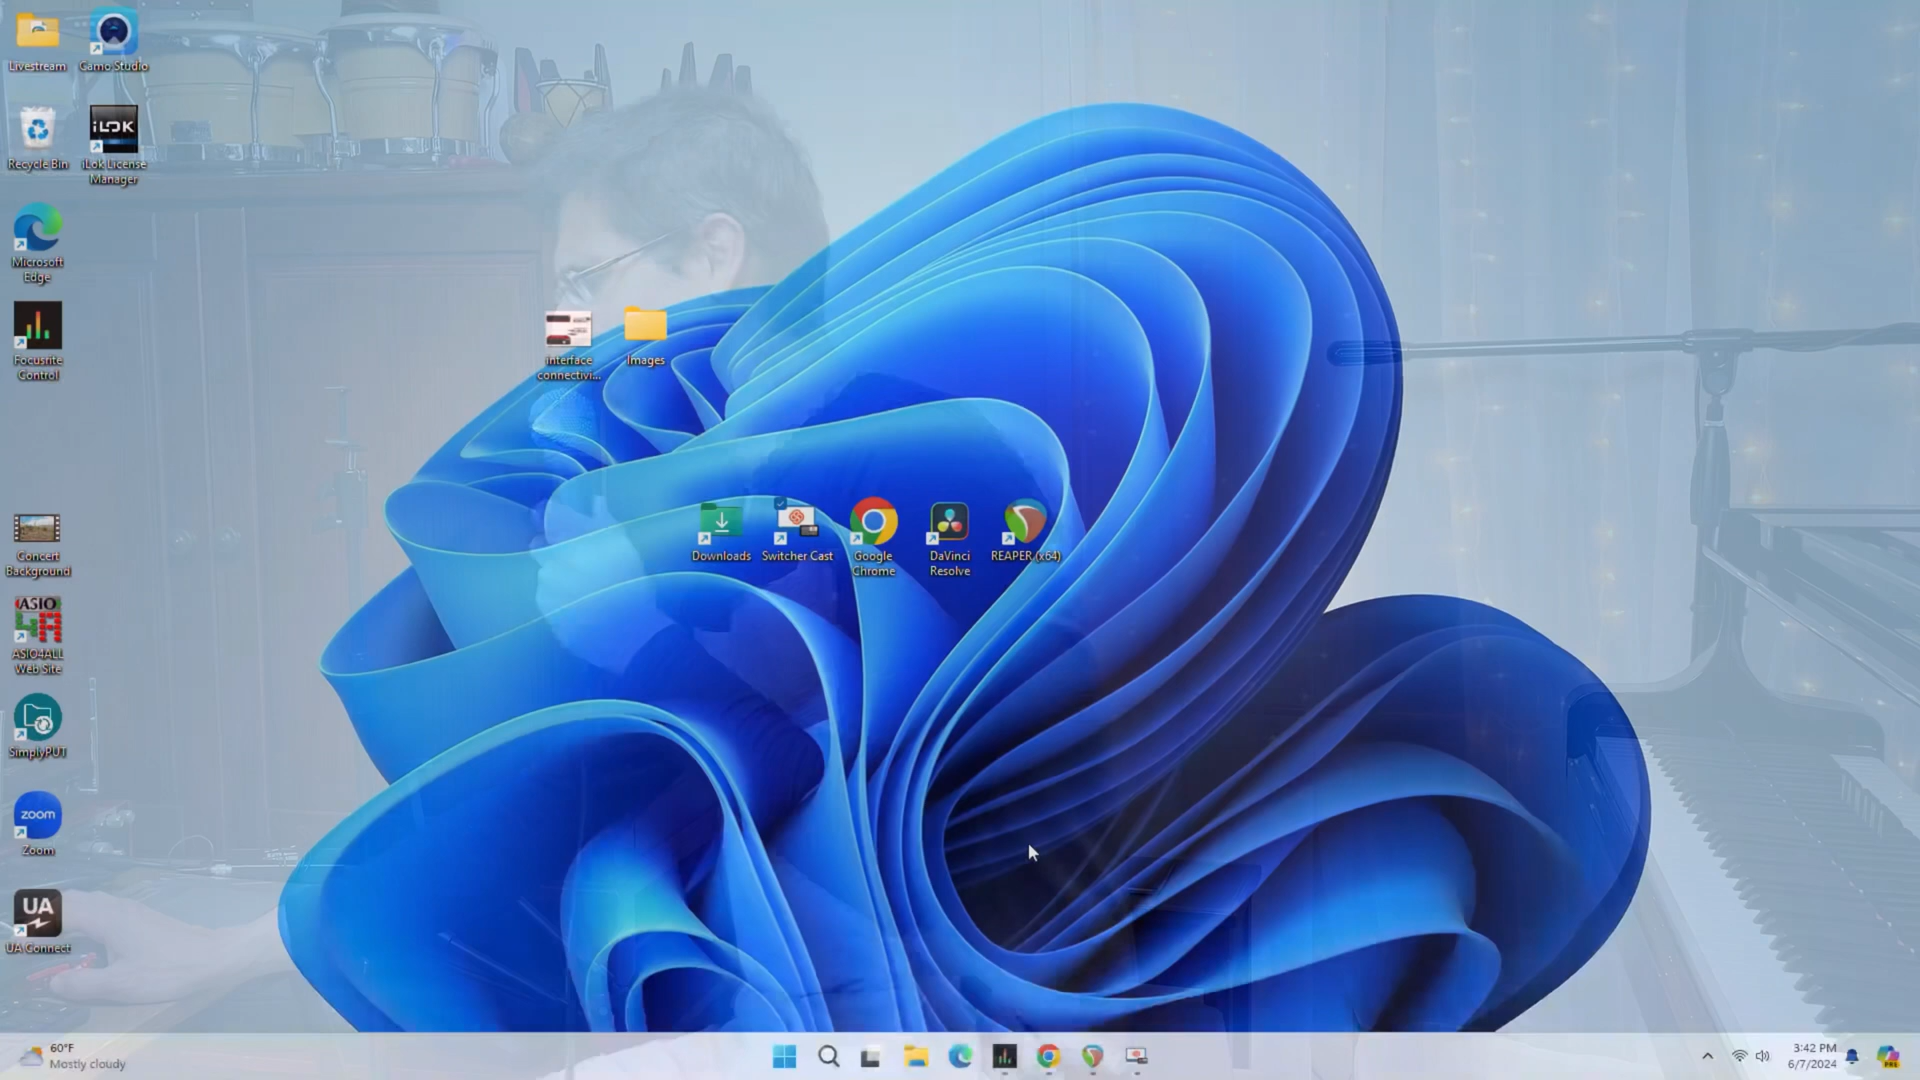 Livestream
Camo Studio
iLOK
Recycle Bin
iLok License
Manager
Microsoft
Edge
Focusrite
Control
interface
connectivi...
Images
Downloads
Switcher Cast
Google
Chrome
DaVinci
Resolve
REAPER (x64)
Concert
Background
ASIO
4A
ASIO4ALL
Web Site
SimplyPUT
zoom
Zoom
UA
UA Connect
60°F
Mostly cloudy
3:42 PM
6/7/2024
PRE